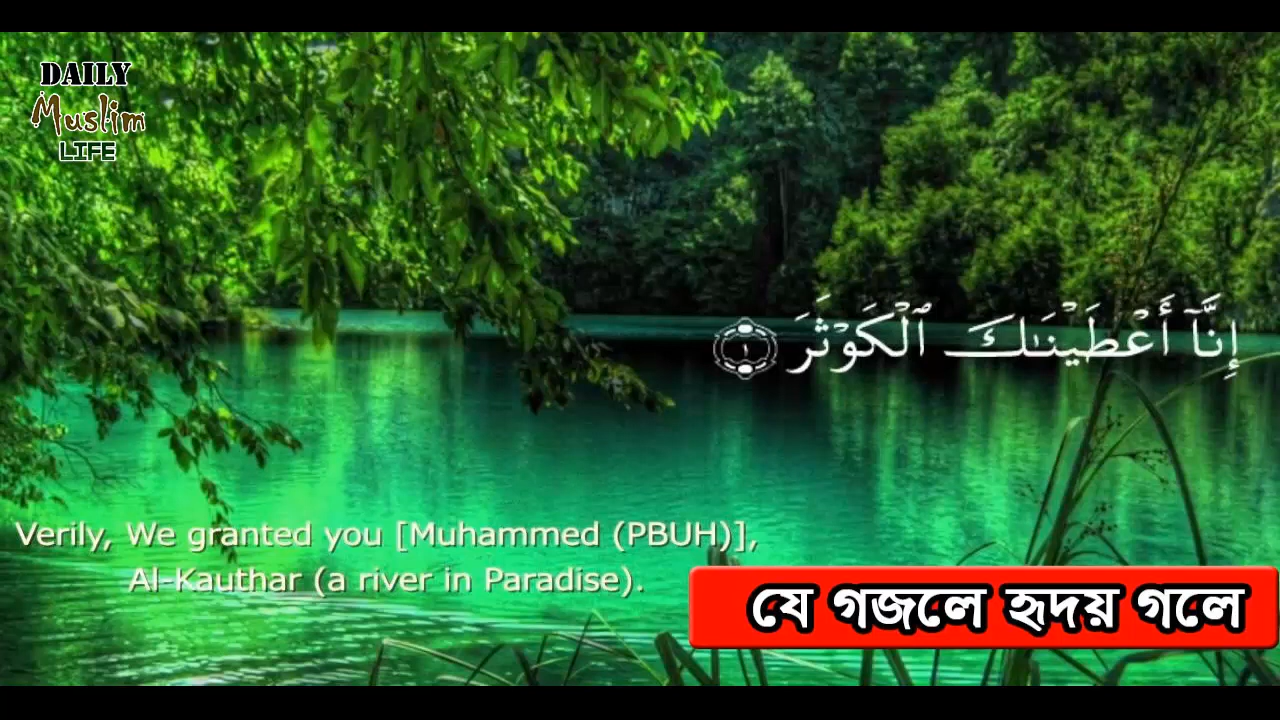 DAILY
Muslim
LIFE
إِنَّآ أَعْطَيْنَٰكَ ٱلْكَوْثَرَ ١
Verily, We granted you [Muhammed (PBUH)],
Al-Kauthar (a river in Paradise).
যে গজলে হৃদয় গলে